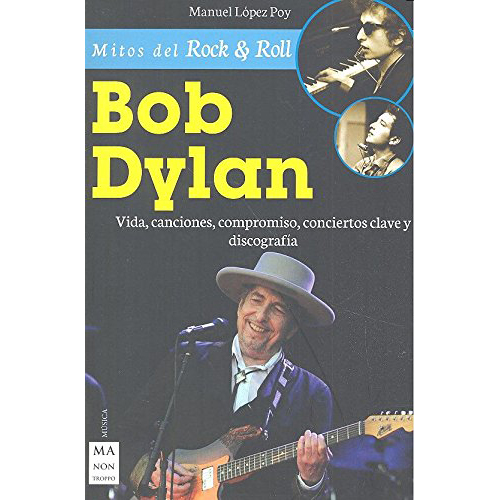 Manuel López Poy
Mitos del Rock & Roll
Bob
Dylan
Vida, canciones, compromiso, conciertos clave y
discografía
MÚSICA
MA
NON
TROPPO